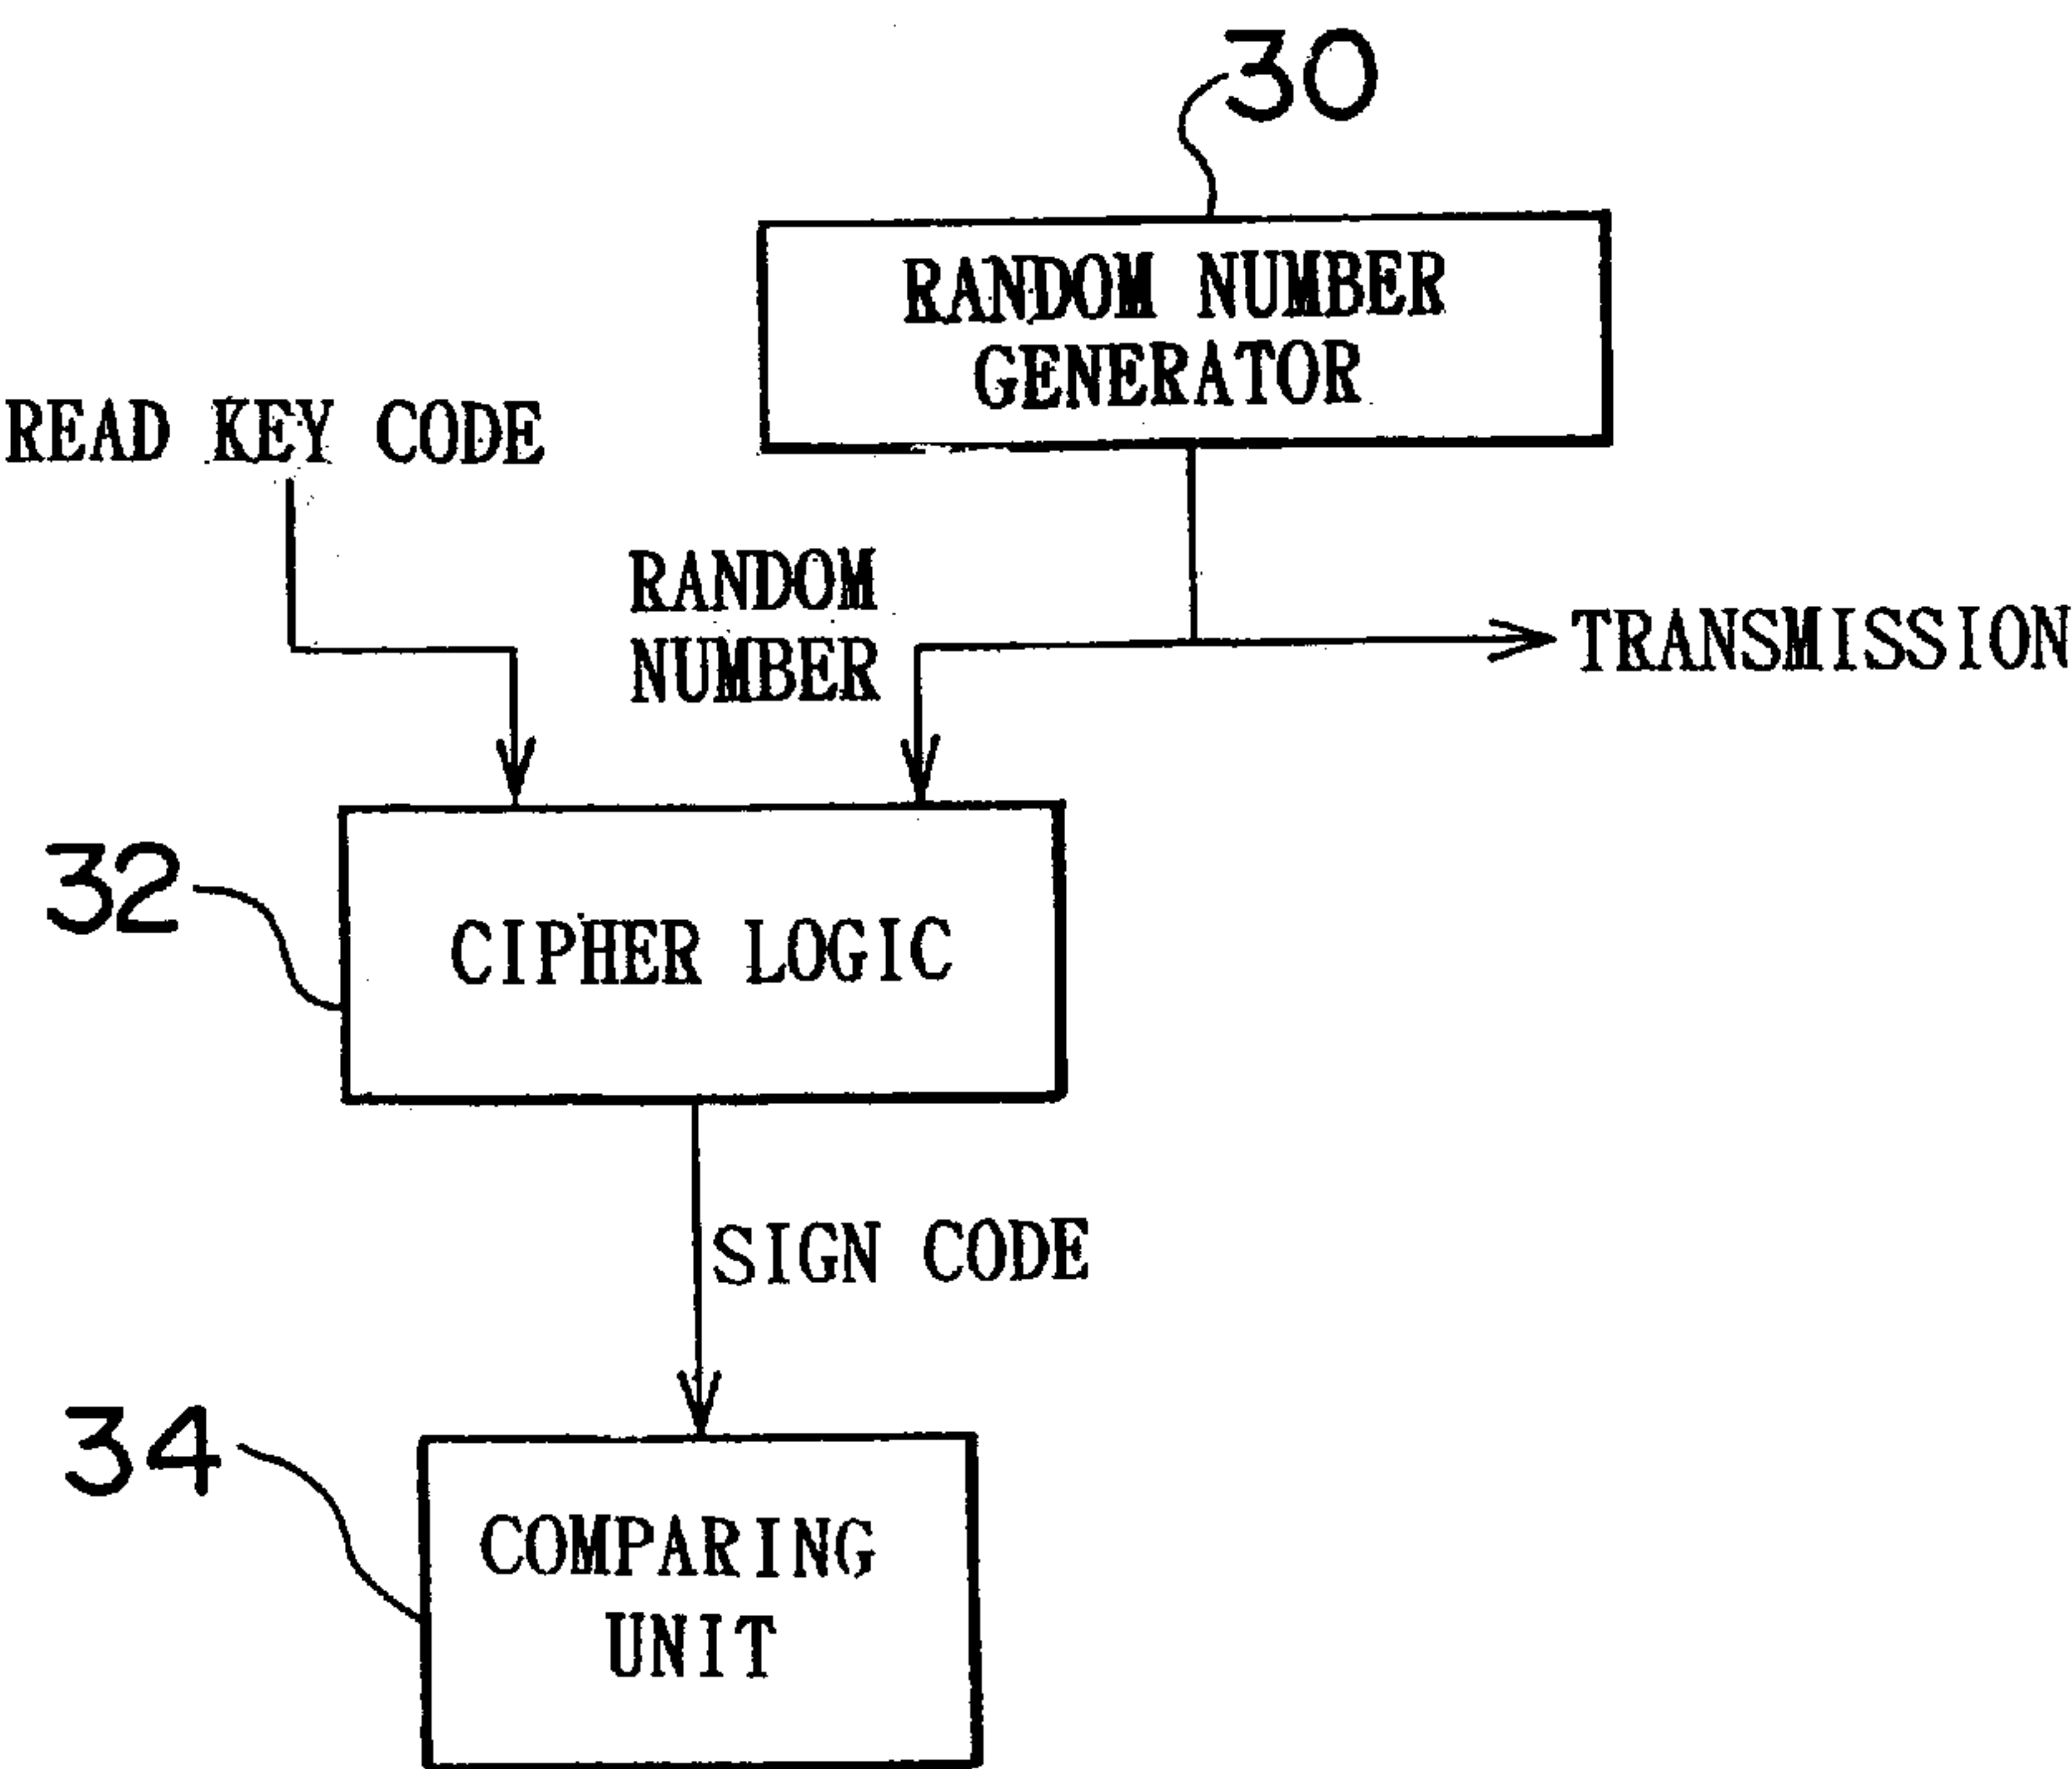 30
RANDOM NUMBER
GENERATOR
READ KEY CODE
RANDOM
NUMBER
TRANSMISSION
32
CIPHER LOGIC
SIGN CODE
34
COMPARING
UNIT